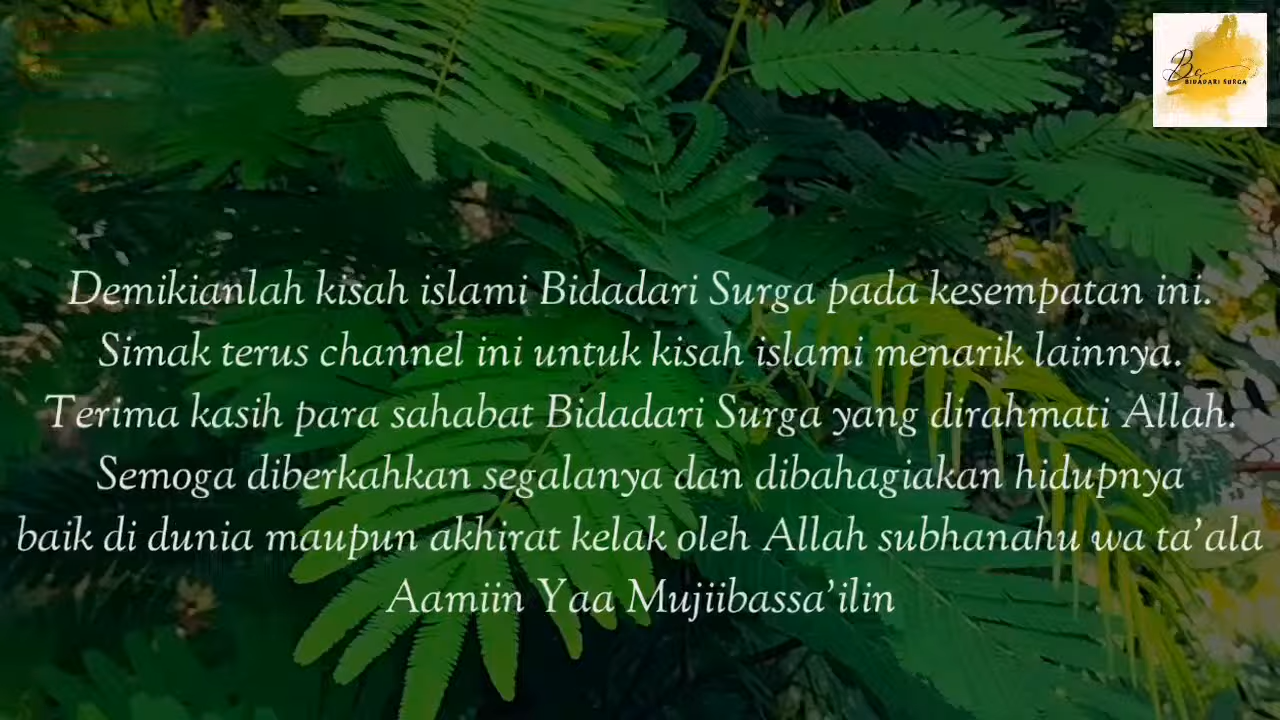 Bs
BIDADARI SURGA
Demikianlah kisah islami Bidadari Surga pada kesempatan ini.
Simak terus channel ini untuk kisah islami menarik lainnya.
Terima kasih para sahabat Bidadari Surga yang dirahmati Allah.
Semoga diberkahkan segalanya dan dibahagiakan hidupnya
baik di dunia maupun akhirat kelak oleh Allah subhanahu wa ta’ala
Aamiin Yaa Mujiibassa’ilin